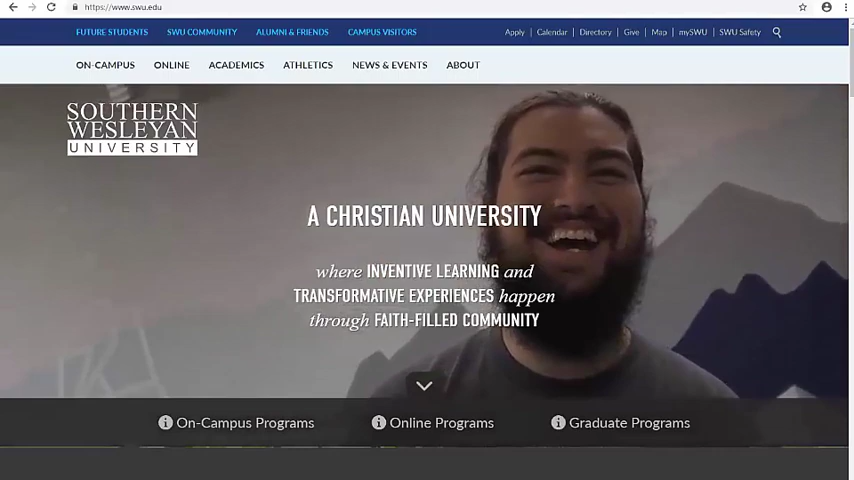 https://www.swu.edu
FUTURE STUDENTS SWU COMMUNITY ALUMNI & FRIENDS CAMPUS VISITORS Apply | Calendar | Directory | Give | Map | mySWU | SWU Safety
ON-CAMPUS ONLINE ACADEMICS ATHLETICS NEWS & EVENTS ABOUT
SOUTHERN
WESLEYAN
UNIVERSITY
A CHRISTIAN UNIVERSITY
where INVENTIVE LEARNING and
TRANSFORMATIVE EXPERIENCES happen
through FAITH-FILLED COMMUNITY
On-Campus Programs Online Programs Graduate Programs